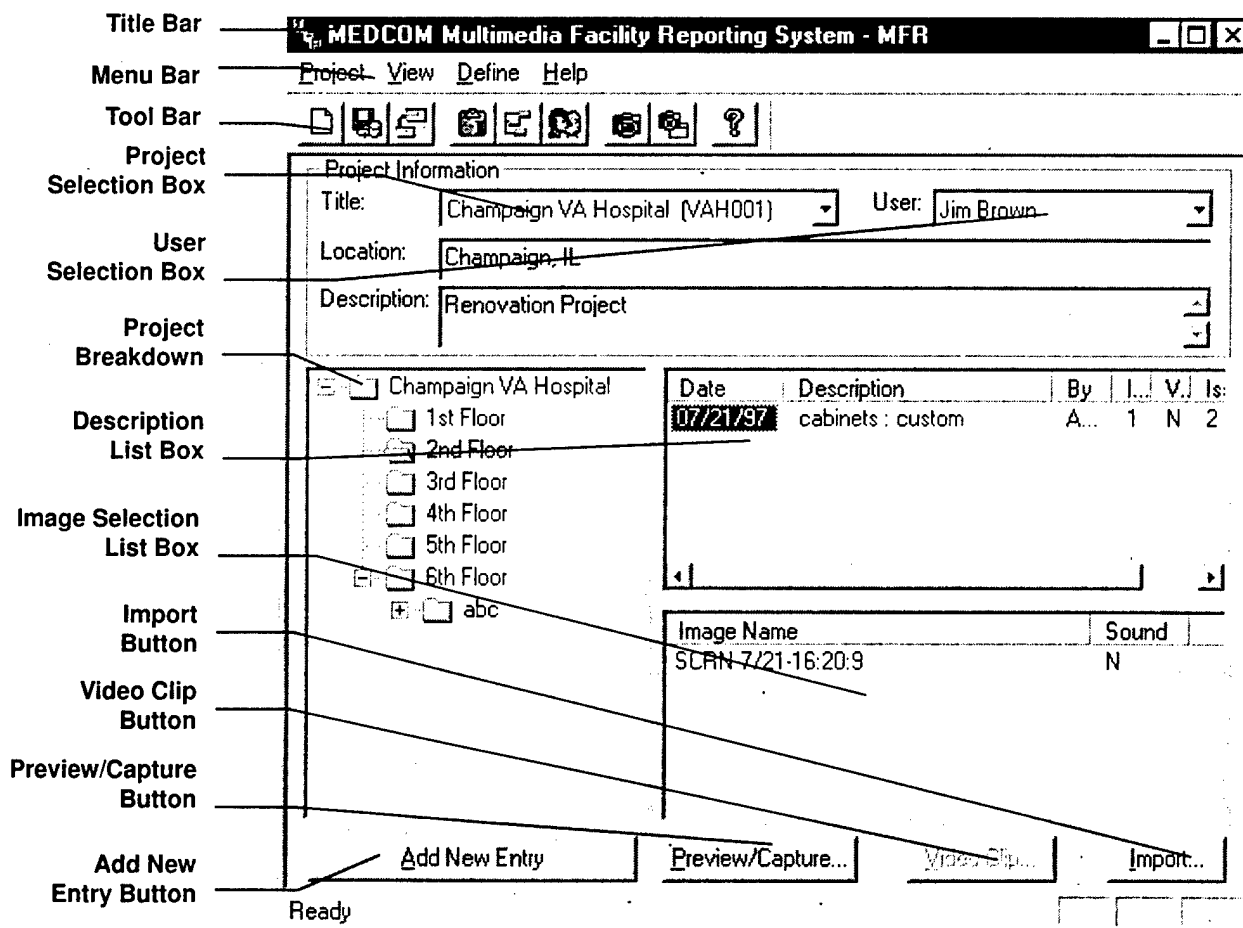 Title Bar
MEDCOM Multimedia Facility Reporting System - MFR
Menu Bar
Project View Define Help
Tool Bar
Project
Selection Box
Project Information
Title: Champaign VA Hospital (VAH001) User: Jim Brown
User
Selection Box
Location: Champaign, IL
Description: Renovation Project
Project
Breakdown
Champaign VA Hospital
1st Floor
2nd Floor
3rd Floor
4th Floor
5th Floor
6th Floor
abc
Description
List Box
Date Description By I... V.. Is:
07/21/97 cabinets : custom A... 1 N 2
Image Selection
List Box
Image Name Sound
SCRN-7/21-16:20:9 N
Import
Button
Video Clip
Button
Preview/Capture
Button
Add New
Entry Button
Add New Entry Preview/Capture... Video Clip... Import...
Ready